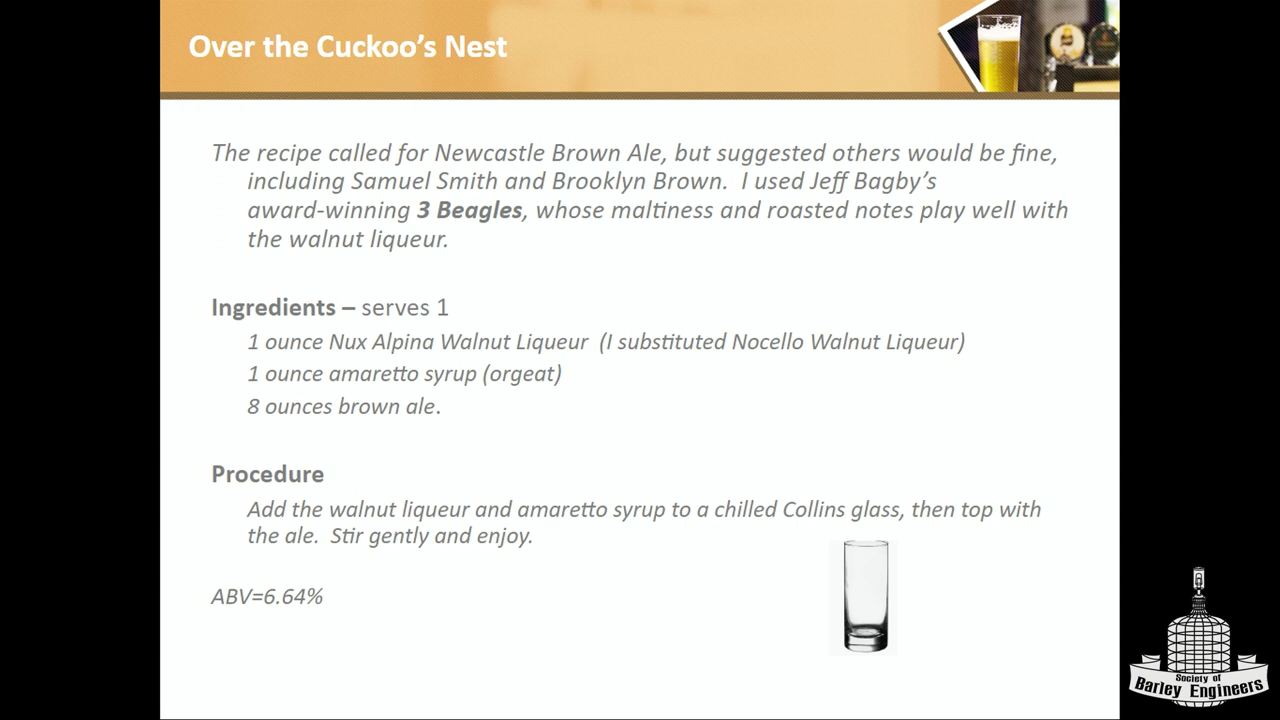 Over the Cuckoo's Nest
The recipe called for Newcastle Brown Ale, but suggested others would be fine,
including Samuel Smith and Brooklyn Brown.  I used Jeff Bagby's
award-winning 3 Beagles, whose maltiness and roasted notes play well with
the walnut liqueur.
Ingredients – serves 1
1 ounce Nux Alpina Walnut Liqueur  (I substituted Nocello Walnut Liqueur)
1 ounce amaretto syrup (orgeat)
8 ounces brown ale.
Procedure
Add the walnut liqueur and amaretto syrup to a chilled Collins glass, then top with
the ale.  Stir gently and enjoy.
ABV=6.64%
Society of
Barley Engineers